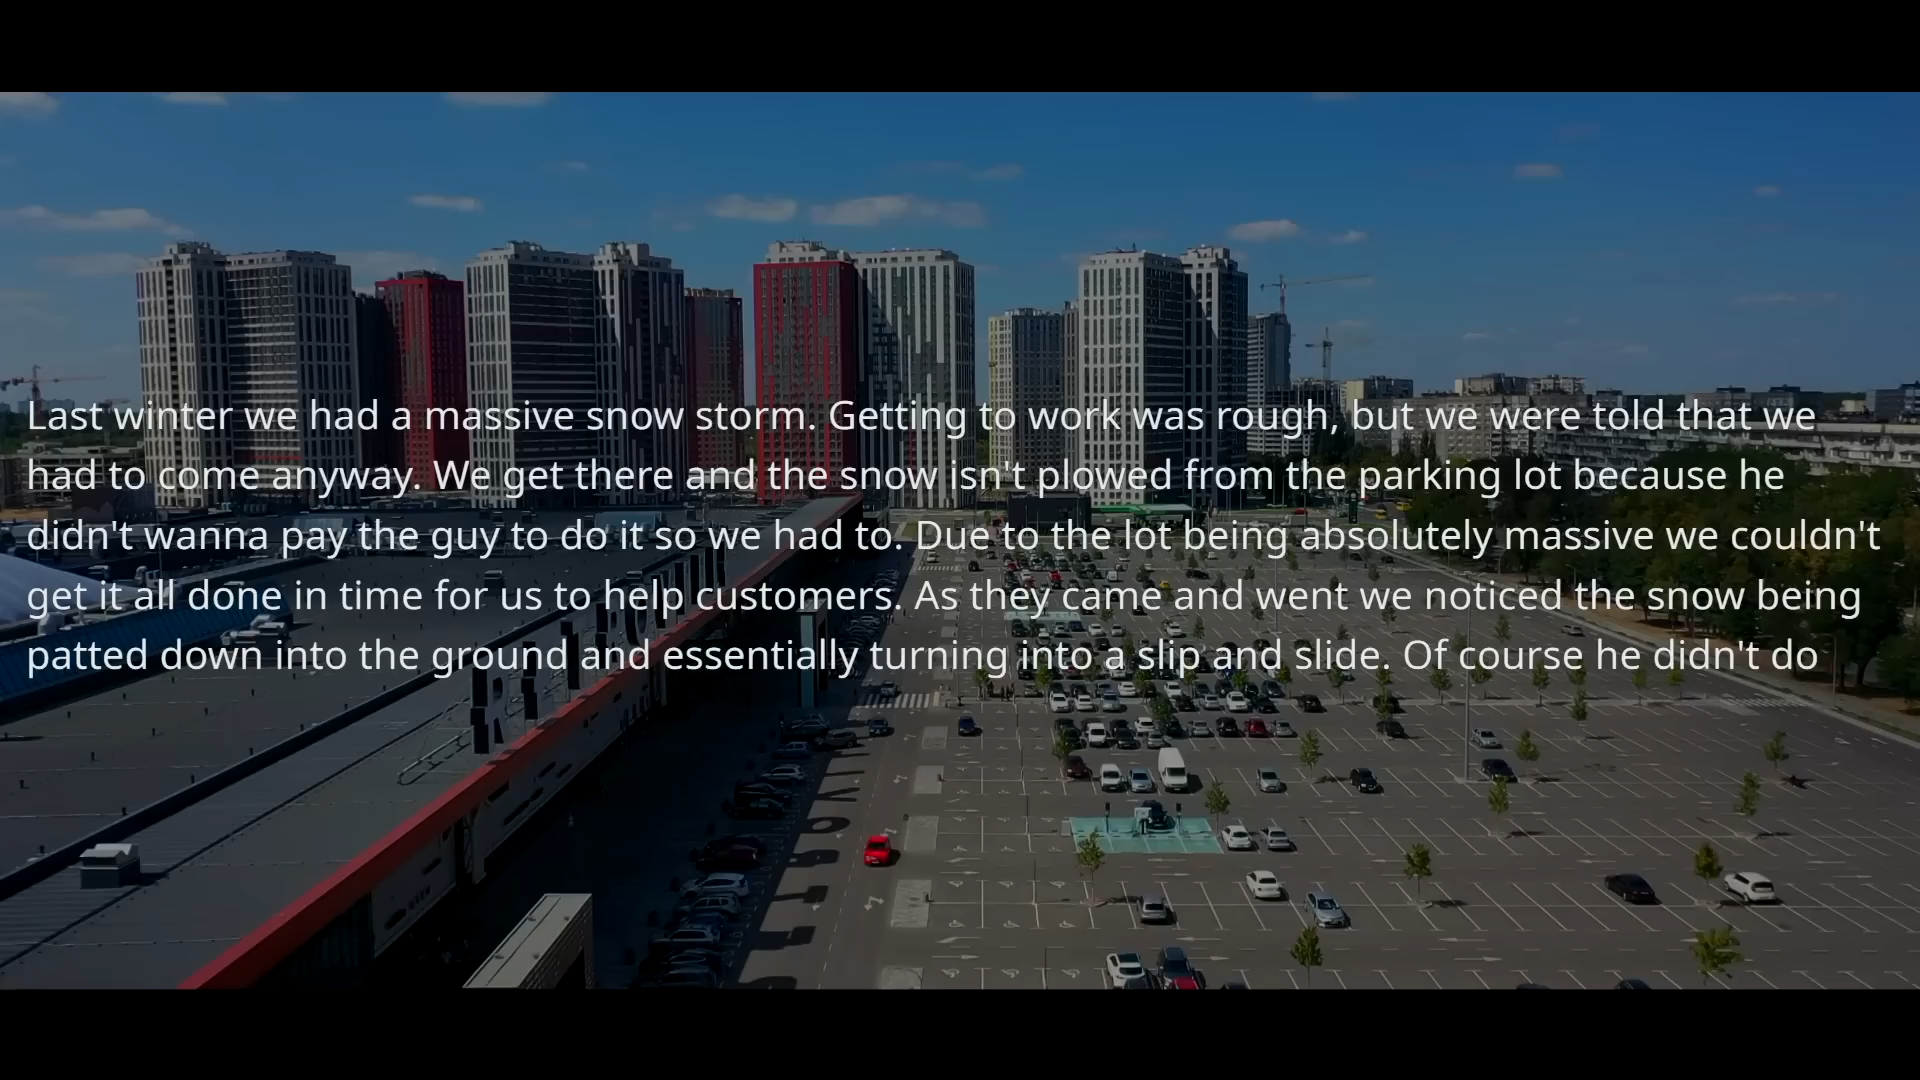 Last winter we had a massive snow storm. Getting to work was rough, but we were told that we
had to come anyway. We get there and the snow isn't plowed from the parking lot because he
didn't wanna pay the guy to do it so we had to. Due to the lot being absolutely massive we couldn't
get it all done in time for us to help customers. As they came and went we noticed the snow being
patted down into the ground and essentially turning into a slip and slide. Of course he didn't do